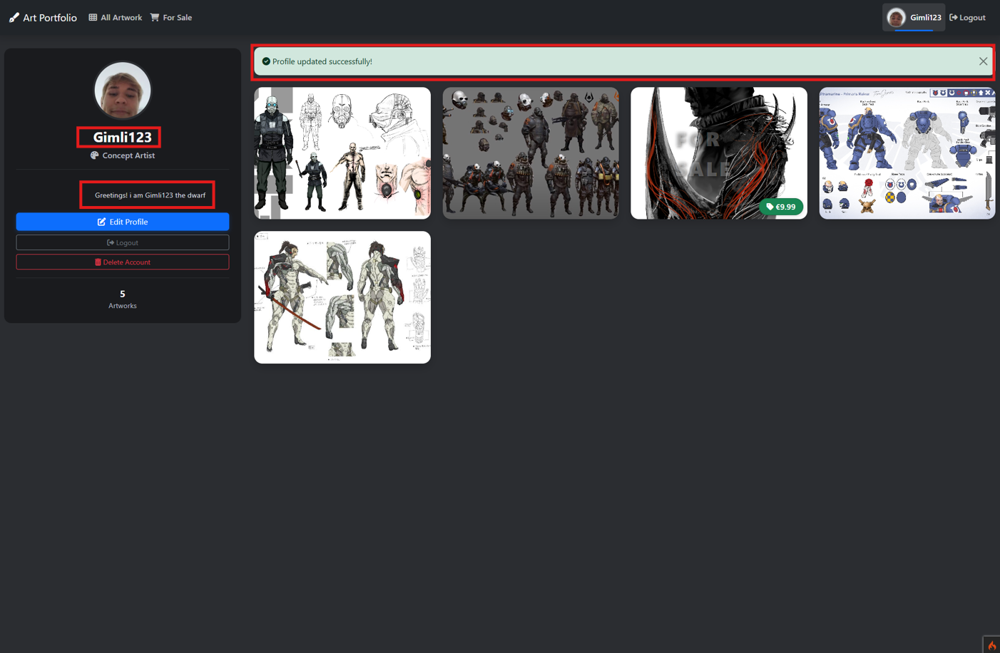 Art Portfolio
All Artwork
For Sale
Gimli123
Logout
Profile updated successfully!
Gimli123
Concept Artist
Greetings! i am Gimli123 the dwarf
Edit Profile
Logout
Delete Account
5
Artworks
FOR
SALE
€9.99